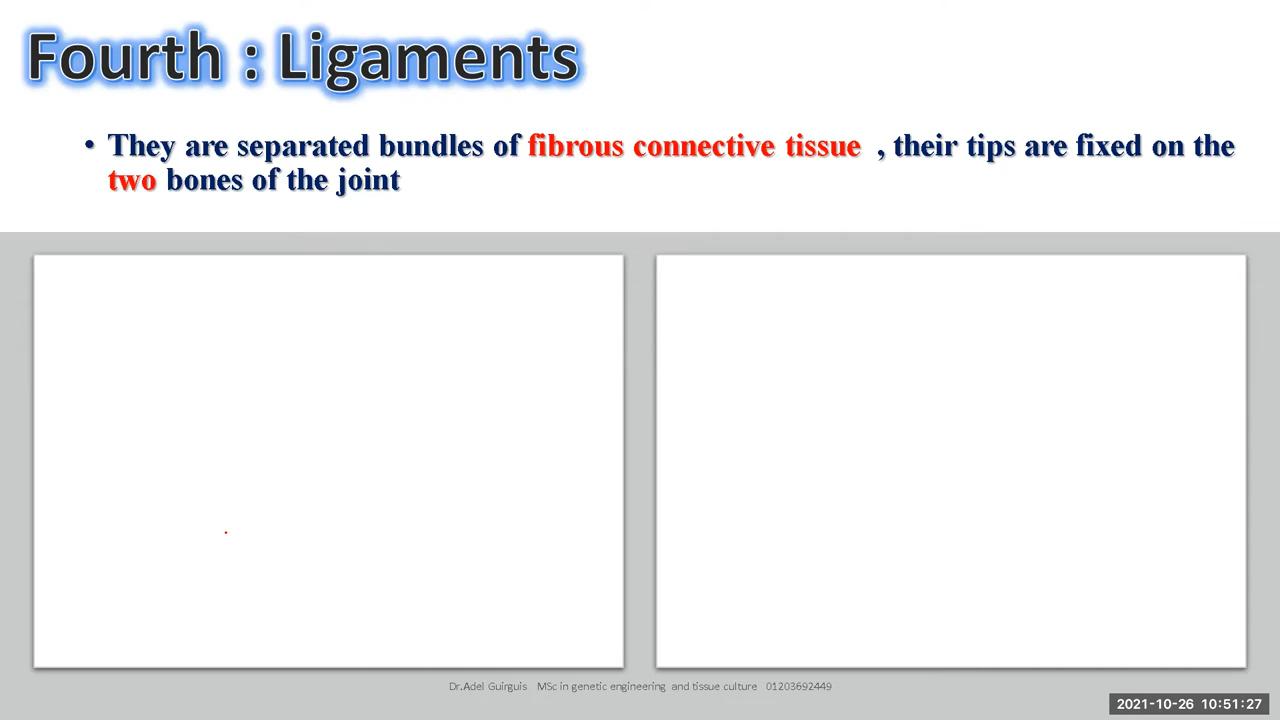 Fourth : Ligaments
• They are separated bundles of fibrous connective tissue , their tips are fixed on the
two bones of the joint
Dr.Adel Guirguis MSc in genetic engineering and tissue culture 01203692449
2021-10-26 10:51:27